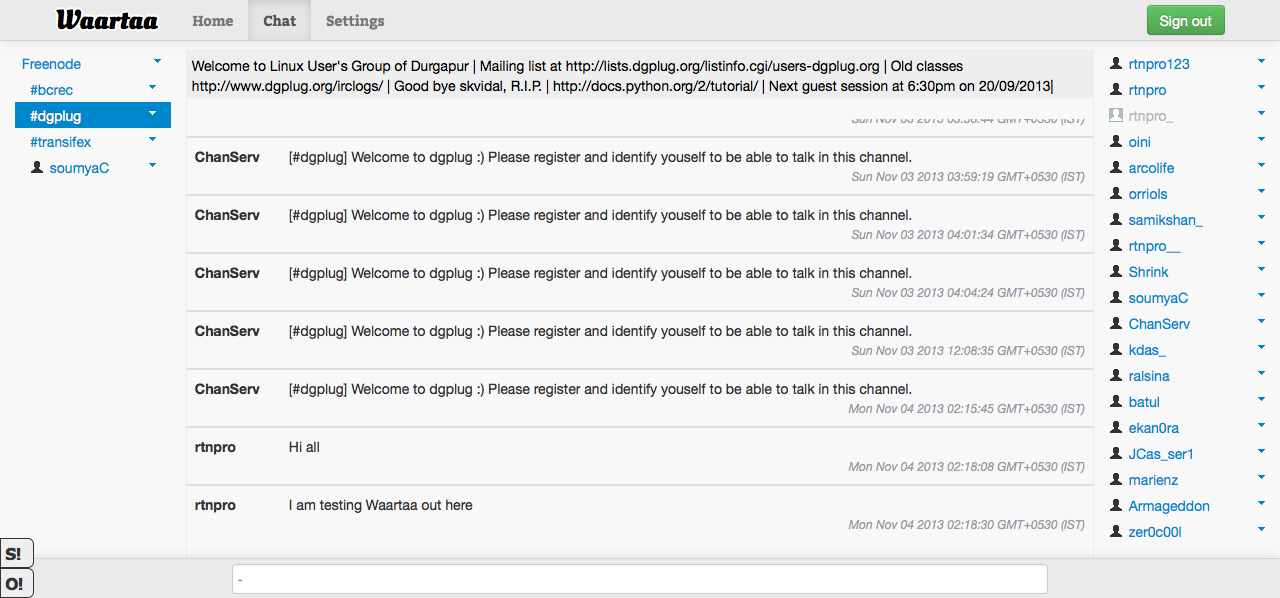 Waartaa Home Chat Settings Sign out
Freenode
#bcrec
#dgplug
#transifex
soumyaC
Welcome to Linux User's Group of Durgapur | Mailing list at http://lists.dgplug.org/listinfo.cgi/users-dgplug.org | Old classes
http://www.dgplug.org/irclogs/ | Good bye skvidal, R.I.P. | http://docs.python.org/2/tutorial/ | Next guest session at 6:30pm on 20/09/2013|
Sun Nov 03 2013 03:58:44 GMT+0530 (IST)
ChanServ [#dgplug] Welcome to dgplug :) Please register and identify youself to be able to talk in this channel.
Sun Nov 03 2013 03:59:19 GMT+0530 (IST)
ChanServ [#dgplug] Welcome to dgplug :) Please register and identify youself to be able to talk in this channel.
Sun Nov 03 2013 04:01:34 GMT+0530 (IST)
ChanServ [#dgplug] Welcome to dgplug :) Please register and identify youself to be able to talk in this channel.
Sun Nov 03 2013 04:04:24 GMT+0530 (IST)
ChanServ [#dgplug] Welcome to dgplug :) Please register and identify youself to be able to talk in this channel.
Sun Nov 03 2013 12:08:35 GMT+0530 (IST)
ChanServ [#dgplug] Welcome to dgplug :) Please register and identify youself to be able to talk in this channel.
Mon Nov 04 2013 02:15:45 GMT+0530 (IST)
rtnpro Hi all
Mon Nov 04 2013 02:18:08 GMT+0530 (IST)
rtnpro I am testing Waartaa out here
Mon Nov 04 2013 02:18:30 GMT+0530 (IST)
rtnpro123
rtnpro
rtnpro_
oini
arcolife
orriols
samikshan_
rtnpro__
Shrink
soumyaC
ChanServ
kdas_
ralsina
batul
ekan0ra
JCas_ser1
marienz
Armageddon
zer0c00l
S!
O!
-